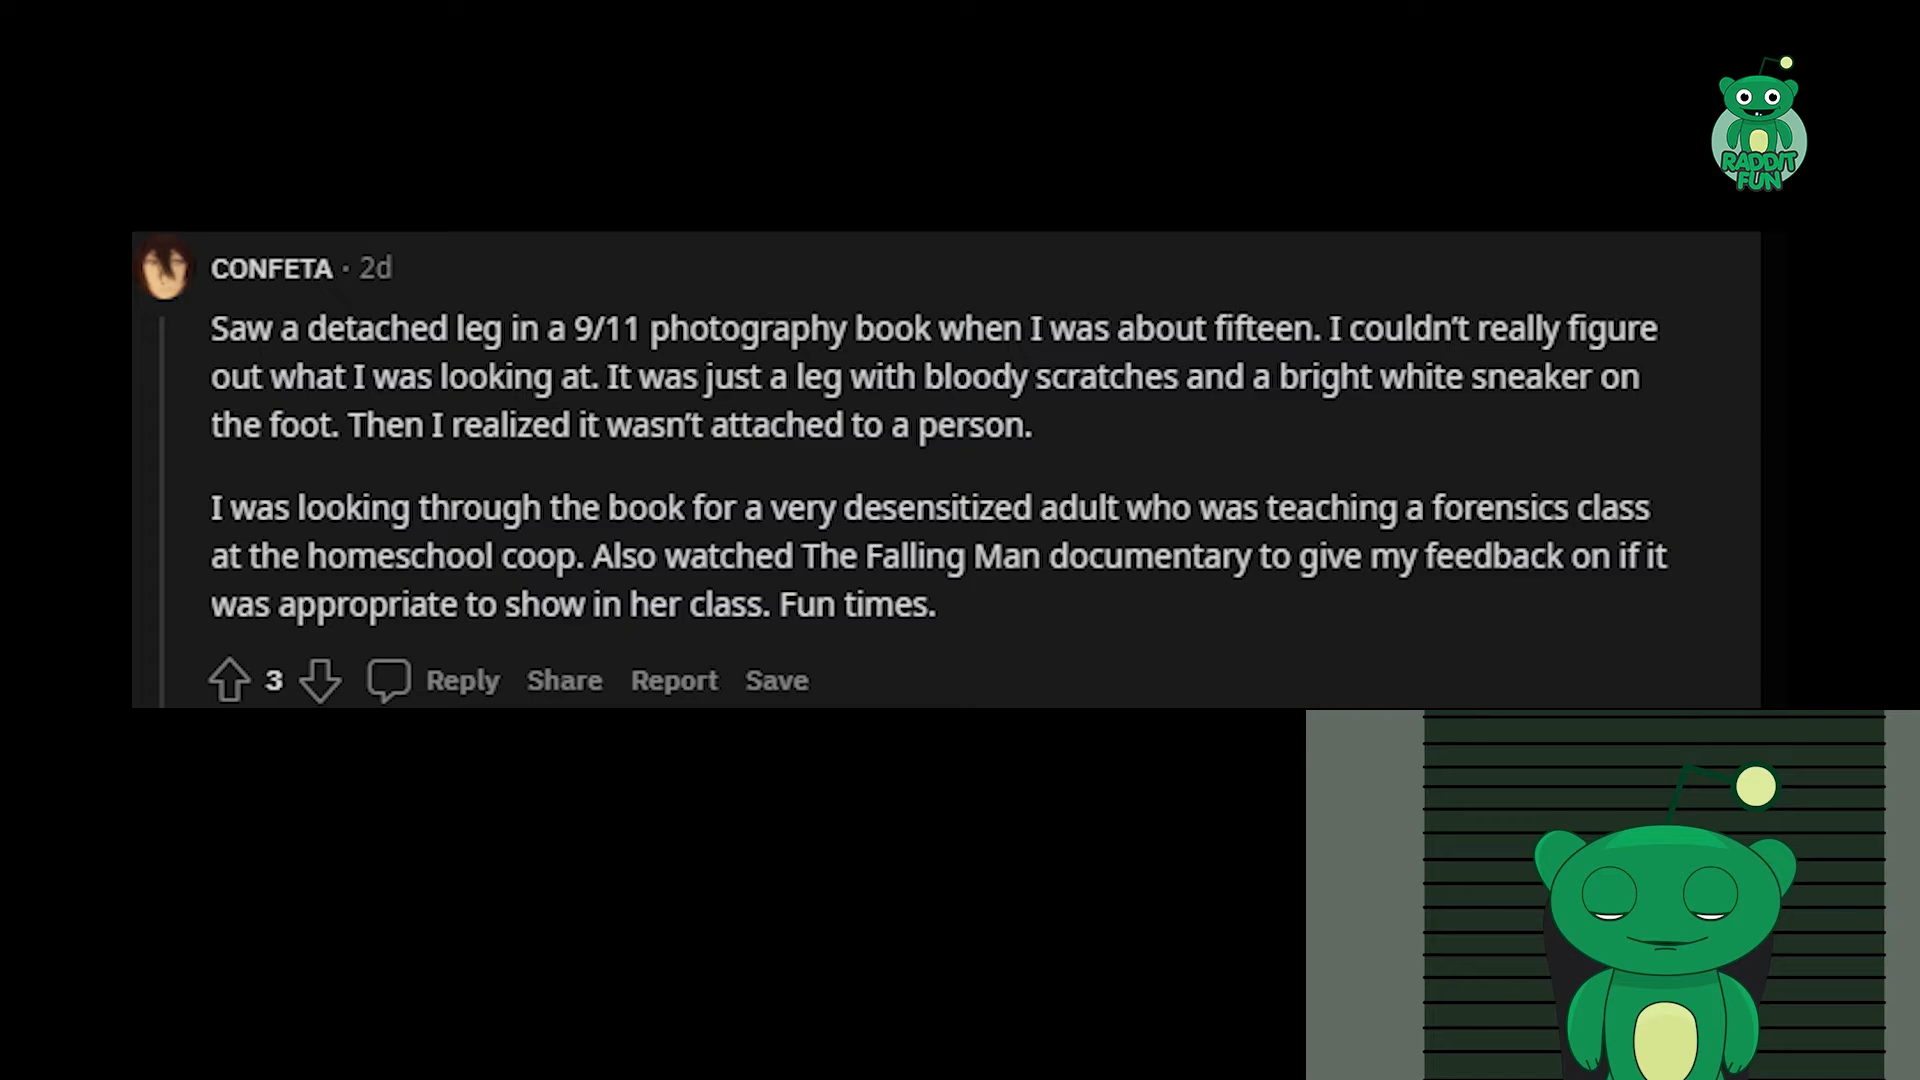 RADDIT
FUN
CONFETA · 2d
Saw a detached leg in a 9/11 photography book when I was about fifteen. I couldn't really figure
out what I was looking at. It was just a leg with bloody scratches and a bright white sneaker on
the foot. Then I realized it wasn't attached to a person.
I was looking through the book for a very desensitized adult who was teaching a forensics class
at the homeschool coop. Also watched The Falling Man documentary to give my feedback on if it
was appropriate to show in her class. Fun times.
3 Reply Share Report Save